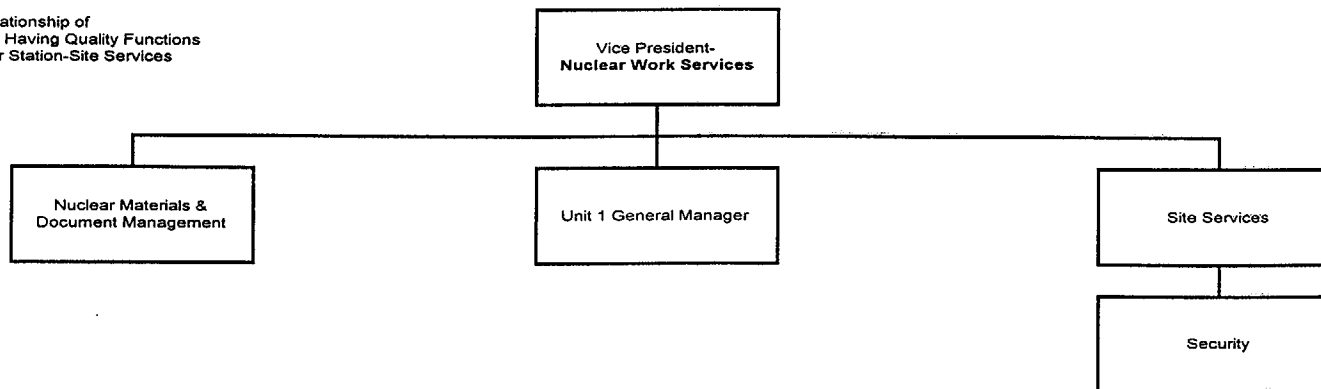 ationship of
Having Quality Functions
r Station-Site Services
Vice President-
Nuclear Work Services
Nuclear Materials &
Document Management
Unit 1 General Manager
Site Services
Security